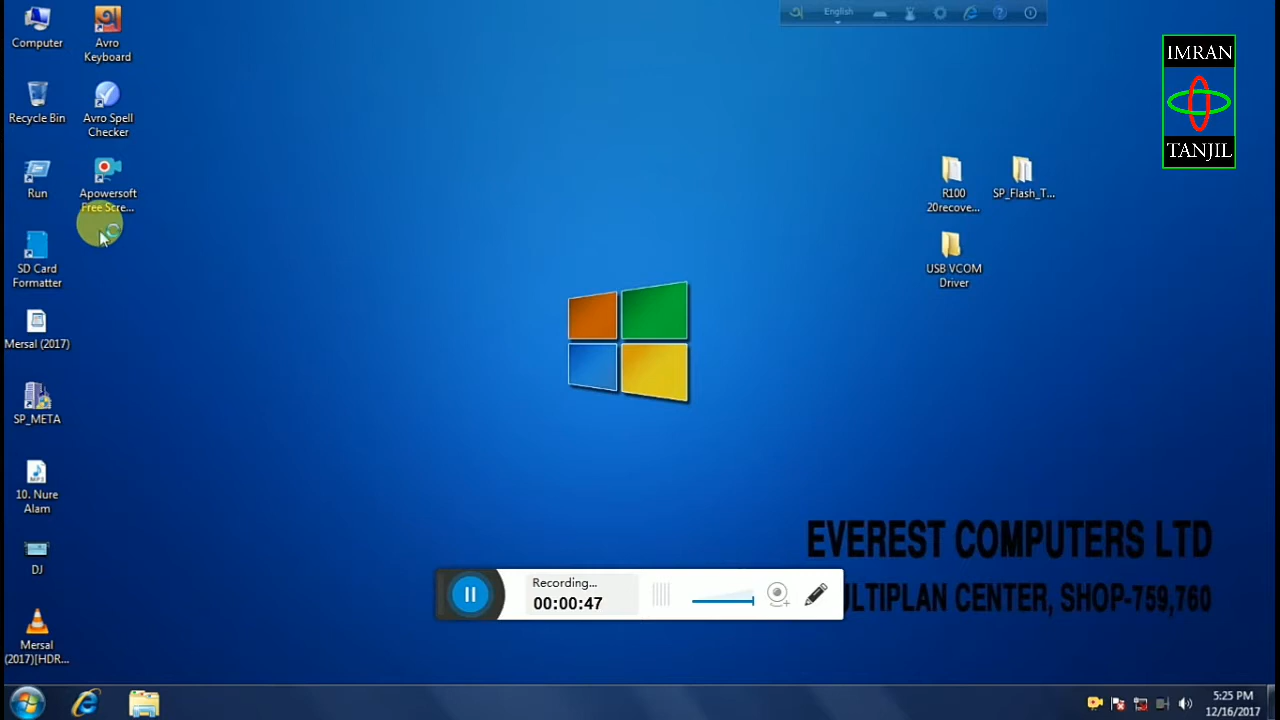 Computer
Avro
Keyboard
English
IMRAN
TANJIL
Recycle Bin
Avro Spell
Checker
Run
Apowersoft
Free Scre...
R100
20recove...
SP_Flash_T...
SD Card
Formatter
USB VCOM
Driver
Mersal (2017)
SP_META
10. Nure
Alam
DJ
EVEREST COMPUTERS LTD
ULTIPLAN CENTER, SHOP-759,760
Recording...
00:00:47
Mersal
(2017)[HDR...
5:25 PM
12/16/2017